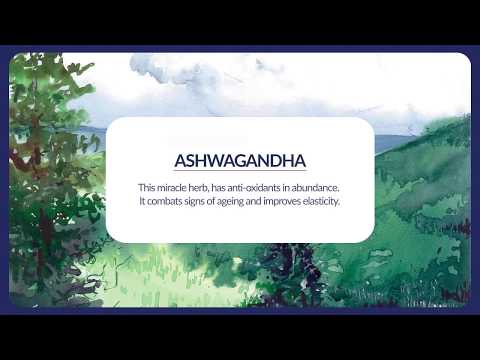 ASHWAGANDHA
This miracle herb, has anti-oxidants in abundance.
It combats signs of ageing and improves elasticity.